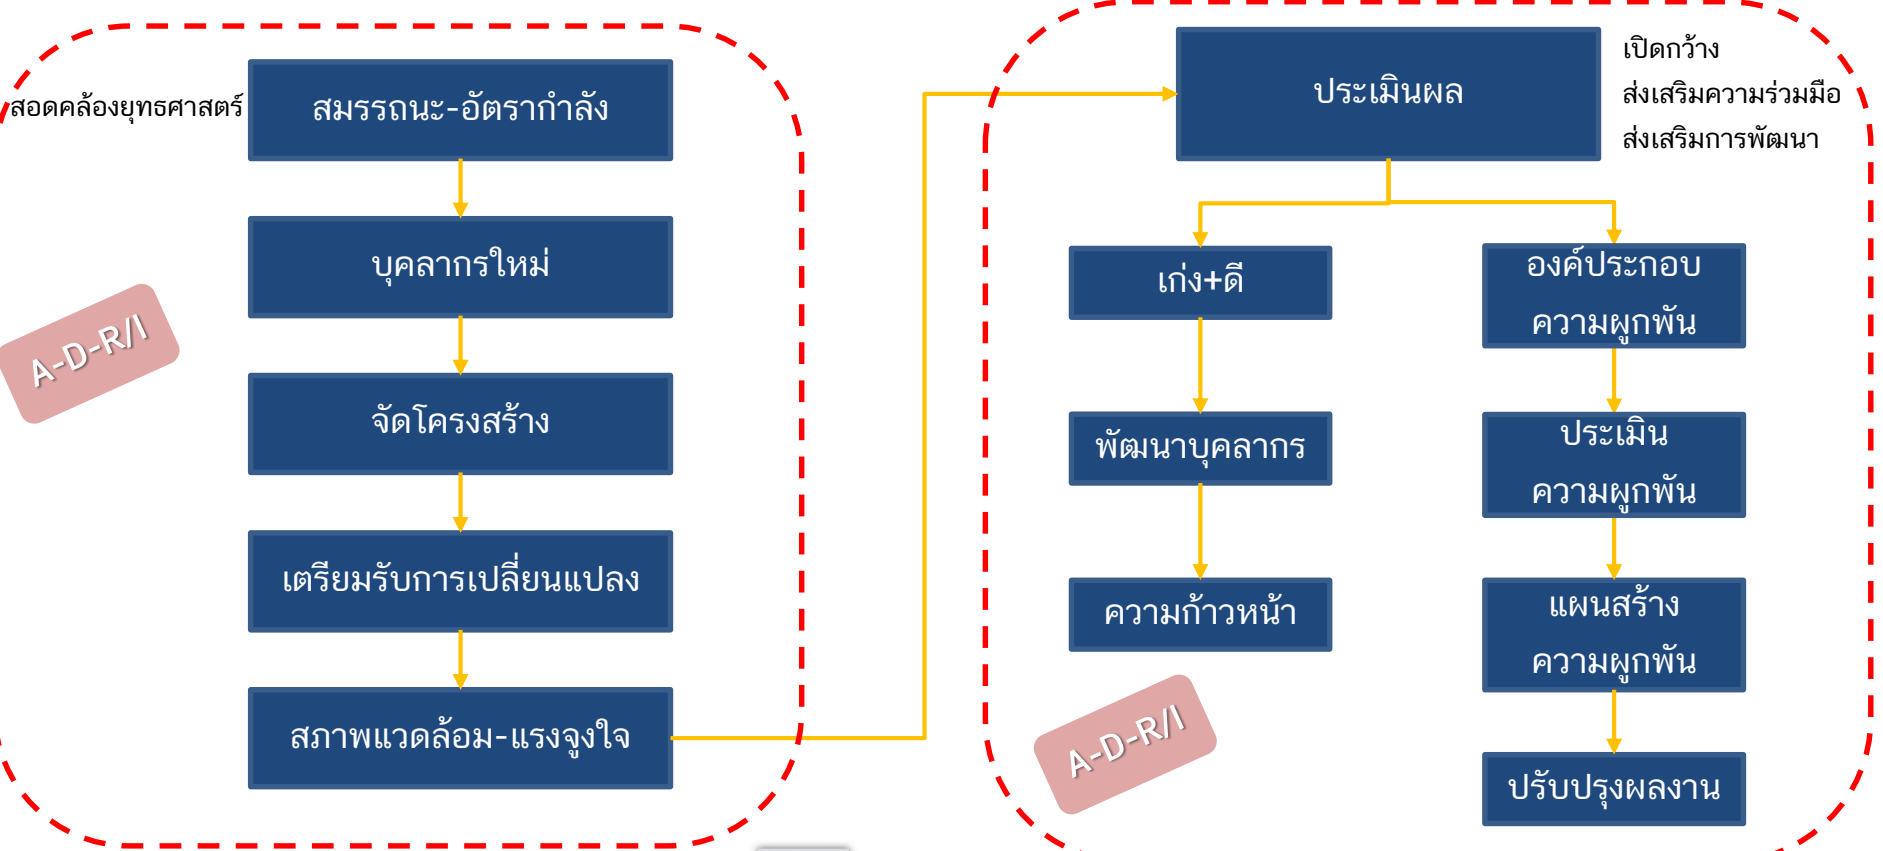 สอดคล้องยุทธศาสตร์
สมรรถนะ-อัตรากำลัง
บุคลากรใหม่
จัดโครงสร้าง
เตรียมรับการเปลี่ยนแปลง
สภาพแวดล้อม-แรงจูงใจ
A-D-R/I
ประเมินผล
เปิดกว้าง
ส่งเสริมความร่วมมือ
ส่งเสริมการพัฒนา
เก่ง+ดี
พัฒนาบุคลากร
ความก้าวหน้า
องค์ประกอบ
ความผูกพัน
ประเมิน
ความผูกพัน
แผนสร้าง
ความผูกพัน
ปรับปรุงผลงาน
A-D-R/I